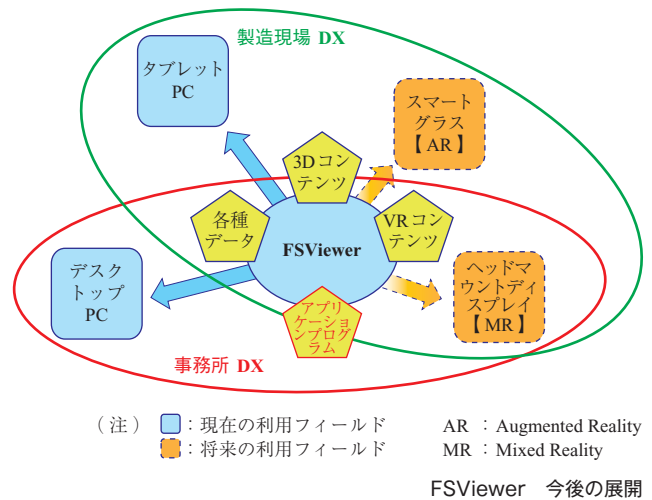 製造現場 DX
タブレット
PC
スマート
グラス
【 AR 】
3Dコン
テンツ
各種
データ
VRコン
テンツ
FSViewer
デスク
トップ
PC
ヘッドマ
ウントディ
スプレイ
【 MR 】
アプリ
ケーショ
ンプログ
ラム
事務所 DX
（ 注 ） ：現在の利用フィールド AR ：Augmented Reality
：将来の利用フィールド MR ：Mixed Reality
FSViewer 今後の展開